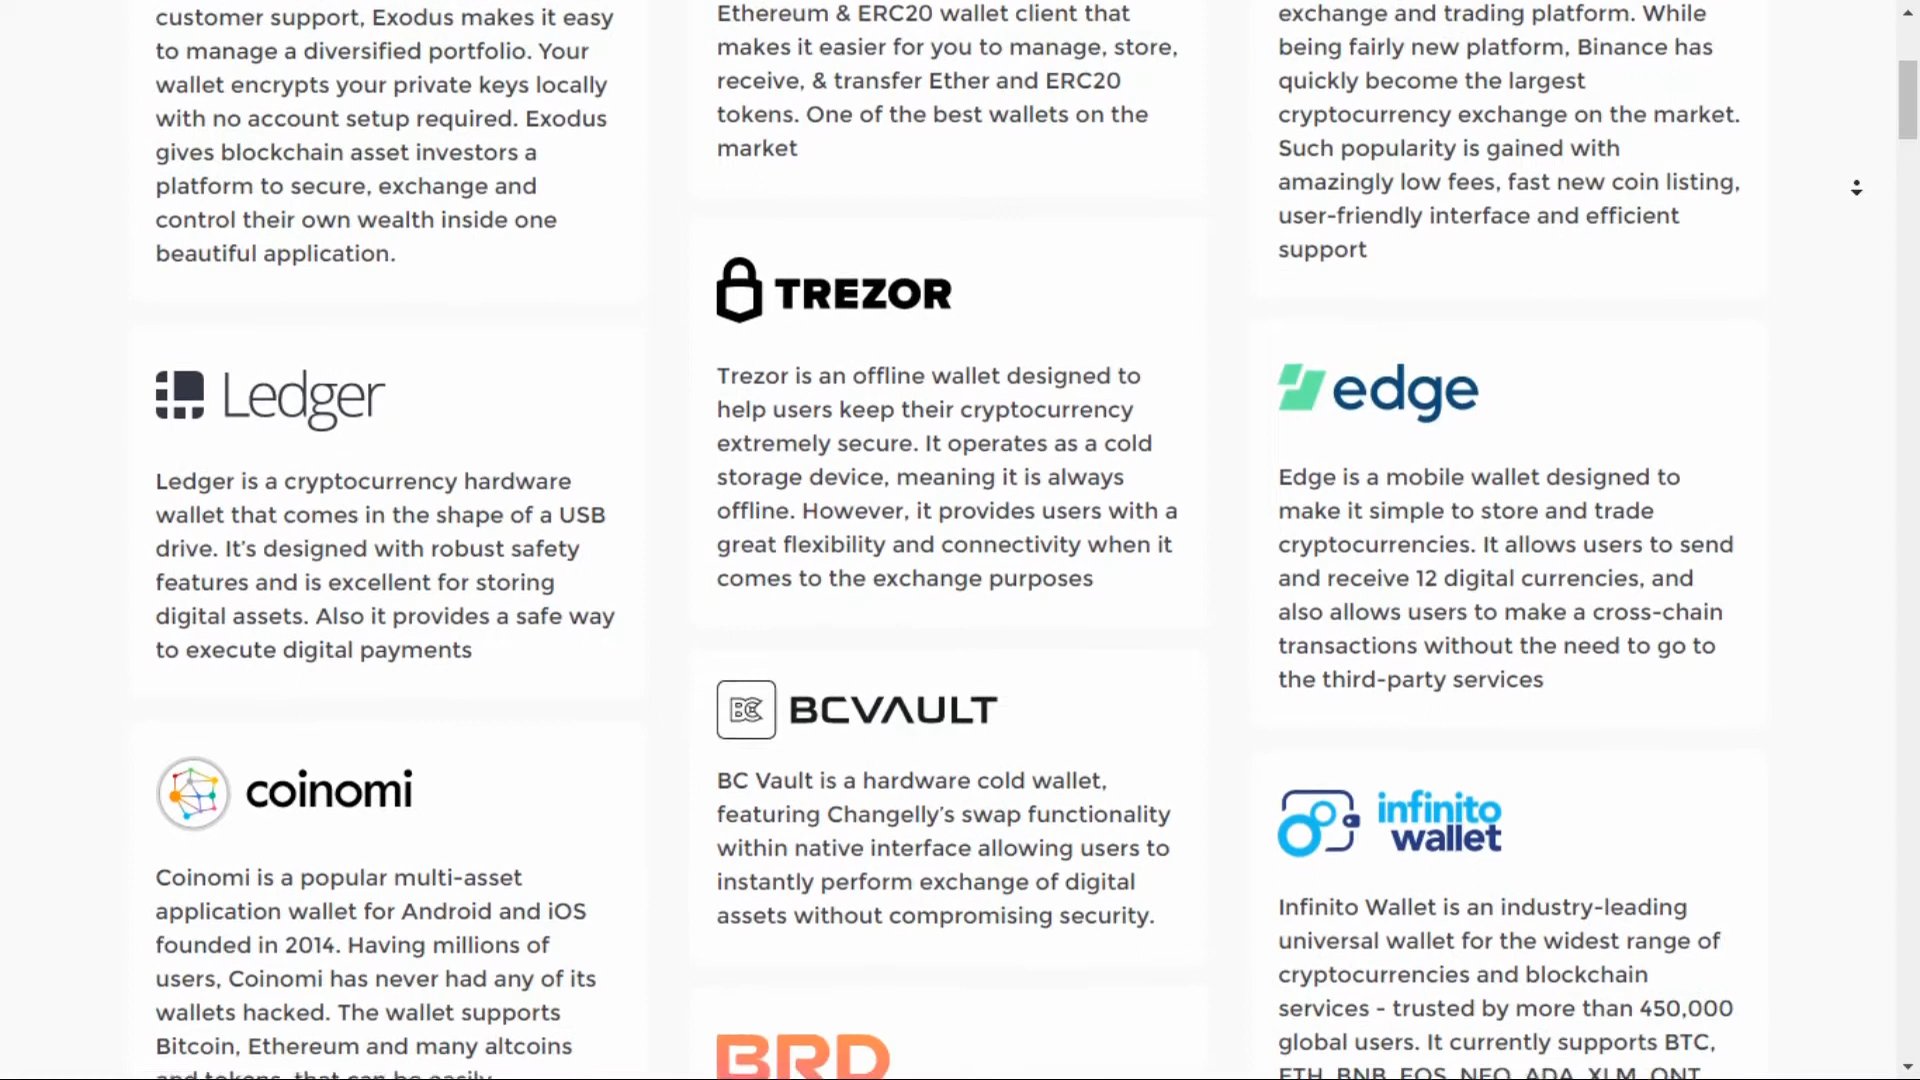 customer support, Exodus makes it easy
to manage a diversified portfolio. Your
wallet encrypts your private keys locally
with no account setup required. Exodus
gives blockchain asset investors a
platform to secure, exchange and
control their own wealth inside one
beautiful application.
Ledger
Ledger is a cryptocurrency hardware
wallet that comes in the shape of a USB
drive. It’s designed with robust safety
features and is excellent for storing
digital assets. Also it provides a safe way
to execute digital payments
coinomi
Coinomi is a popular multi-asset
application wallet for Android and iOS
founded in 2014. Having millions of
users, Coinomi has never had any of its
wallets hacked. The wallet supports
Bitcoin, Ethereum and many altcoins
and tokens, that can be easily
Ethereum & ERC20 wallet client that
makes it easier for you to manage, store,
receive, & transfer Ether and ERC20
tokens. One of the best wallets on the
market
TREZOR
Trezor is an offline wallet designed to
help users keep their cryptocurrency
extremely secure. It operates as a cold
storage device, meaning it is always
offline. However, it provides users with a
great flexibility and connectivity when it
comes to the exchange purposes
BC BCVAULT
BC Vault is a hardware cold wallet,
featuring Changelly’s swap functionality
within native interface allowing users to
instantly perform exchange of digital
assets without compromising security.
BRD
exchange and trading platform. While
being fairly new platform, Binance has
quickly become the largest
cryptocurrency exchange on the market.
Such popularity is gained with
amazingly low fees, fast new coin listing,
user-friendly interface and efficient
support
edge
Edge is a mobile wallet designed to
make it simple to store and trade
cryptocurrencies. It allows users to send
and receive 12 digital currencies, and
also allows users to make a cross-chain
transactions without the need to go to
the third-party services
infinito
wallet
Infinito Wallet is an industry-leading
universal wallet for the widest range of
cryptocurrencies and blockchain
services - trusted by more than 450,000
global users. It currently supports BTC,
ETH, BNB, EOS, NEO, ADA, XLM, ONT,